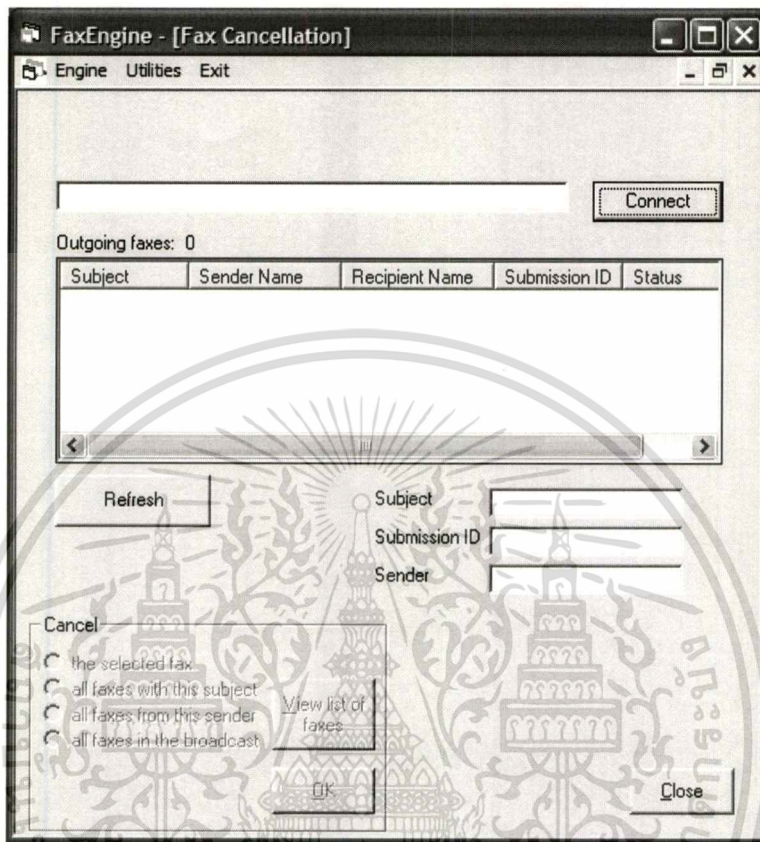 FaxEngine - [Fax Cancellation]
Engine Utilities Exit
Connect
Outgoing faxes: 0
Subject Sender Name Recipient Name Submission ID Status
Refresh
Subject
Submission ID
Sender
Cancel
the selected fax
all faxes with this subject
all faxes from this sender
all faxes in the broadcast
View list of
faxes
OK
Close